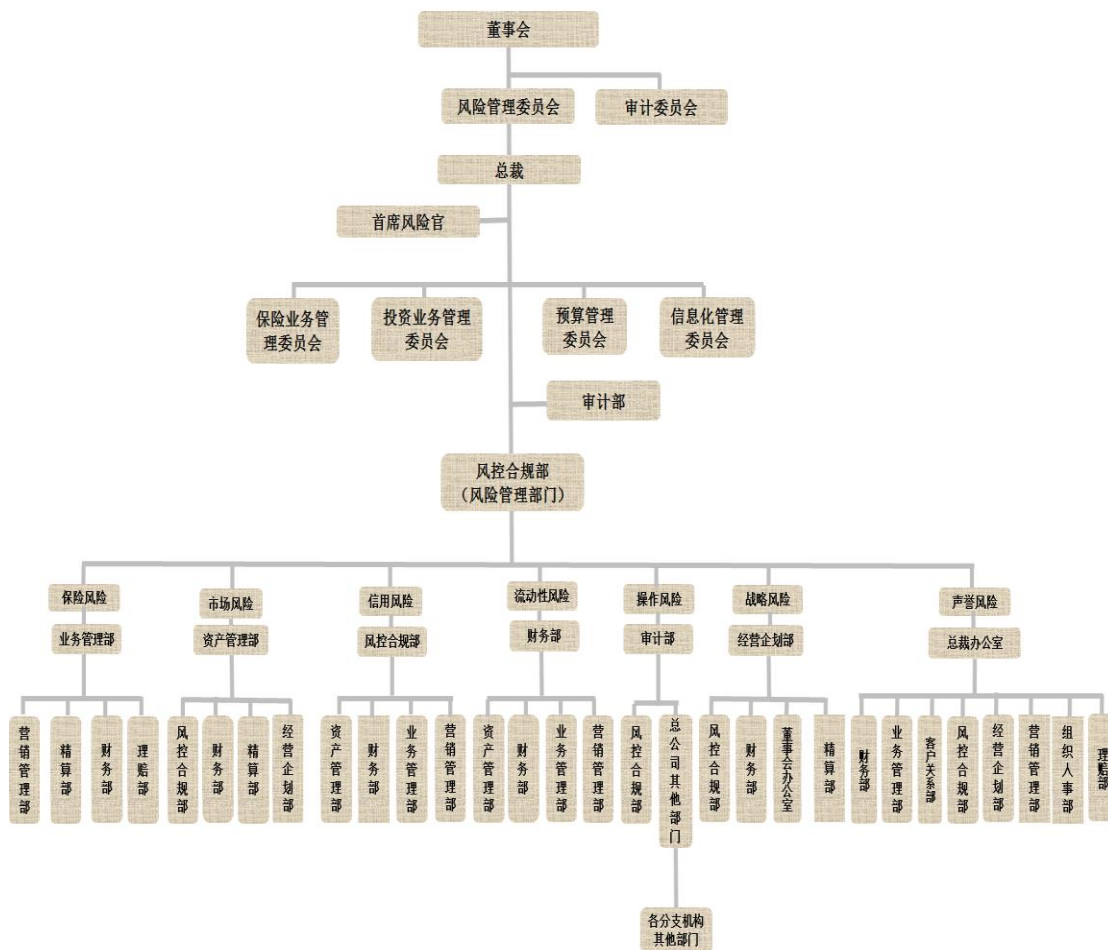 董事会
风险管理委员会
审计委员会
总裁
首席风险官
保险业务管
理委员会
投资业务管理
委员会
预算管理
委员会
信息化管理
委员会
审计部
风控合规部
（风险管理部门）
保险风险
市场风险
信用风险
流动性风险
操作风险
战略风险
声誉风险
业务管理部
资产管理部
风控合规部
财务部
审计部
经营企划部
总裁办公室
营销管理部
精算部
财务部
理赔部
风控合规部
财务部
精算部
经营企划部
资产管理部
财务部
业务管理部
营销管理部
资产管理部
财务部
业务管理部
营销管理部
风控合规部
总公司其他部门
风控合规部
财务部
董事会办公室
精算部
财务部
业务管理部
客户关系部
风控合规部
经营企划部
营销管理部
组织人事部
理赔部
各分支机构
其他部门